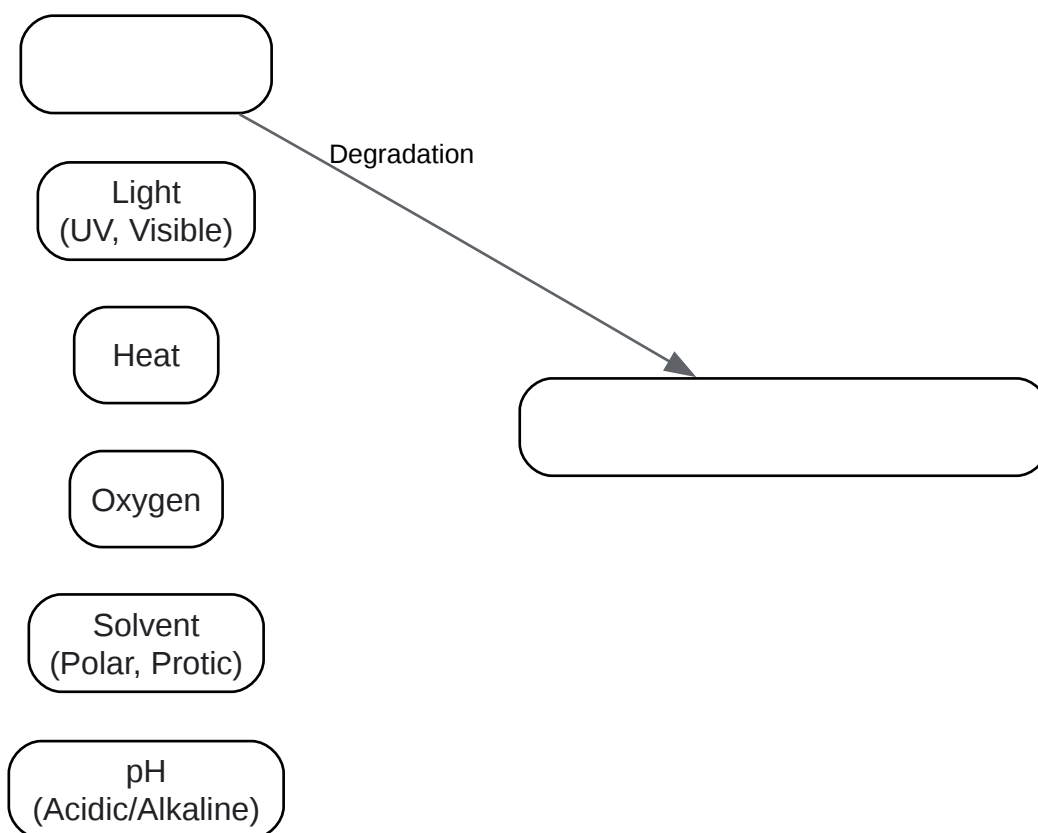 Degradation
Light
(UV, Visible)
Heat
Oxygen
Solvent
(Polar, Protic)
pH
(Acidic/Alkaline)